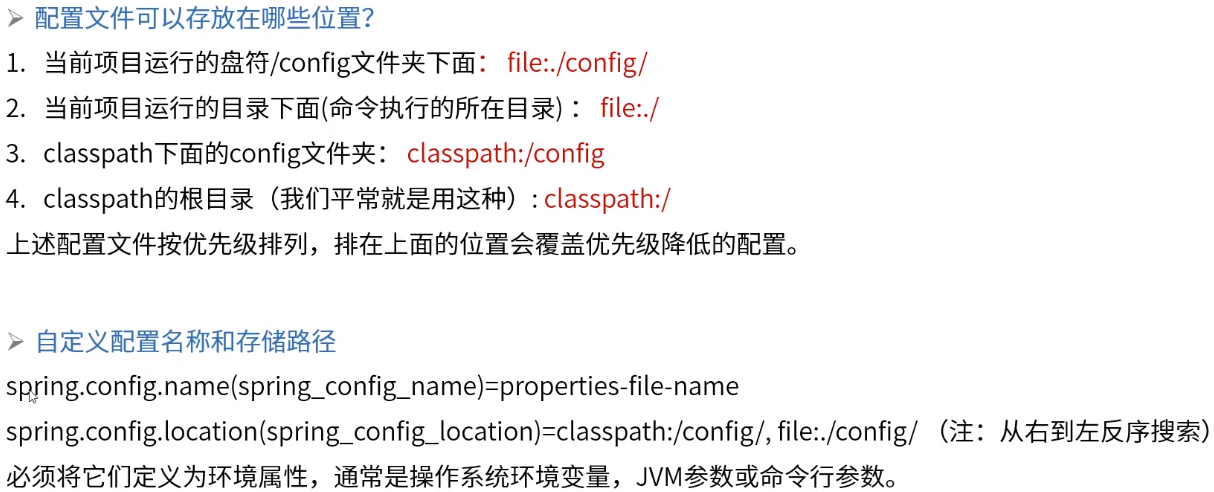 ➢ 配置文件可以存放在哪些位置?
1. 当前项目运行的盘符/config文件夹下面： file:./config/
2. 当前项目运行的目录下面(命令执行的所在目录)： file:./
3. classpath下面的config文件夹： classpath:/config
4. classpath的根目录（我们平常就是用这种）: classpath:/
上述配置文件按优先级排列，排在上面的位置会覆盖优先级降低的配置。
➢ 自定义配置名称和存储路径
spring.config.name(spring_config_name)=properties-file-name
spring.config.location(spring_config_location)=classpath:/config/, file:./config/ （注：从右到左反序搜索）
必须将它们定义为环境属性，通常是操作系统环境变量，JVM参数或命令行参数。